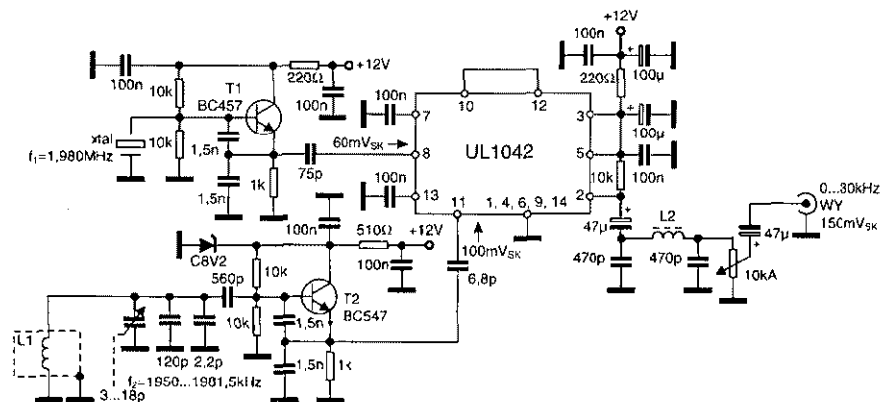 +12V
100n
100µ
220Ω
+12V
100n
T1
BC457
10k
100n
220Ω
100n
7
10
12
3
100µ
xtal
f₁=1,980MHz
10k
1,5n
60mV_SK
8
UL1042
5
75p
10k
100n
1,5n
1k
100n
13
11
1, 4, 6, 9, 14
2
0...30kHz
WY
150mV_SK
100n
510Ω
+12V
100mV_SK
47µ
L2
47µ
C8V2
560p
10k
100n
6,8p
470p
470p
10kA
T2
BC547
10k
1,5n
L1
120p
2,2p
1,5n
1k
f₂=1950...1981,5kHz
3...18p